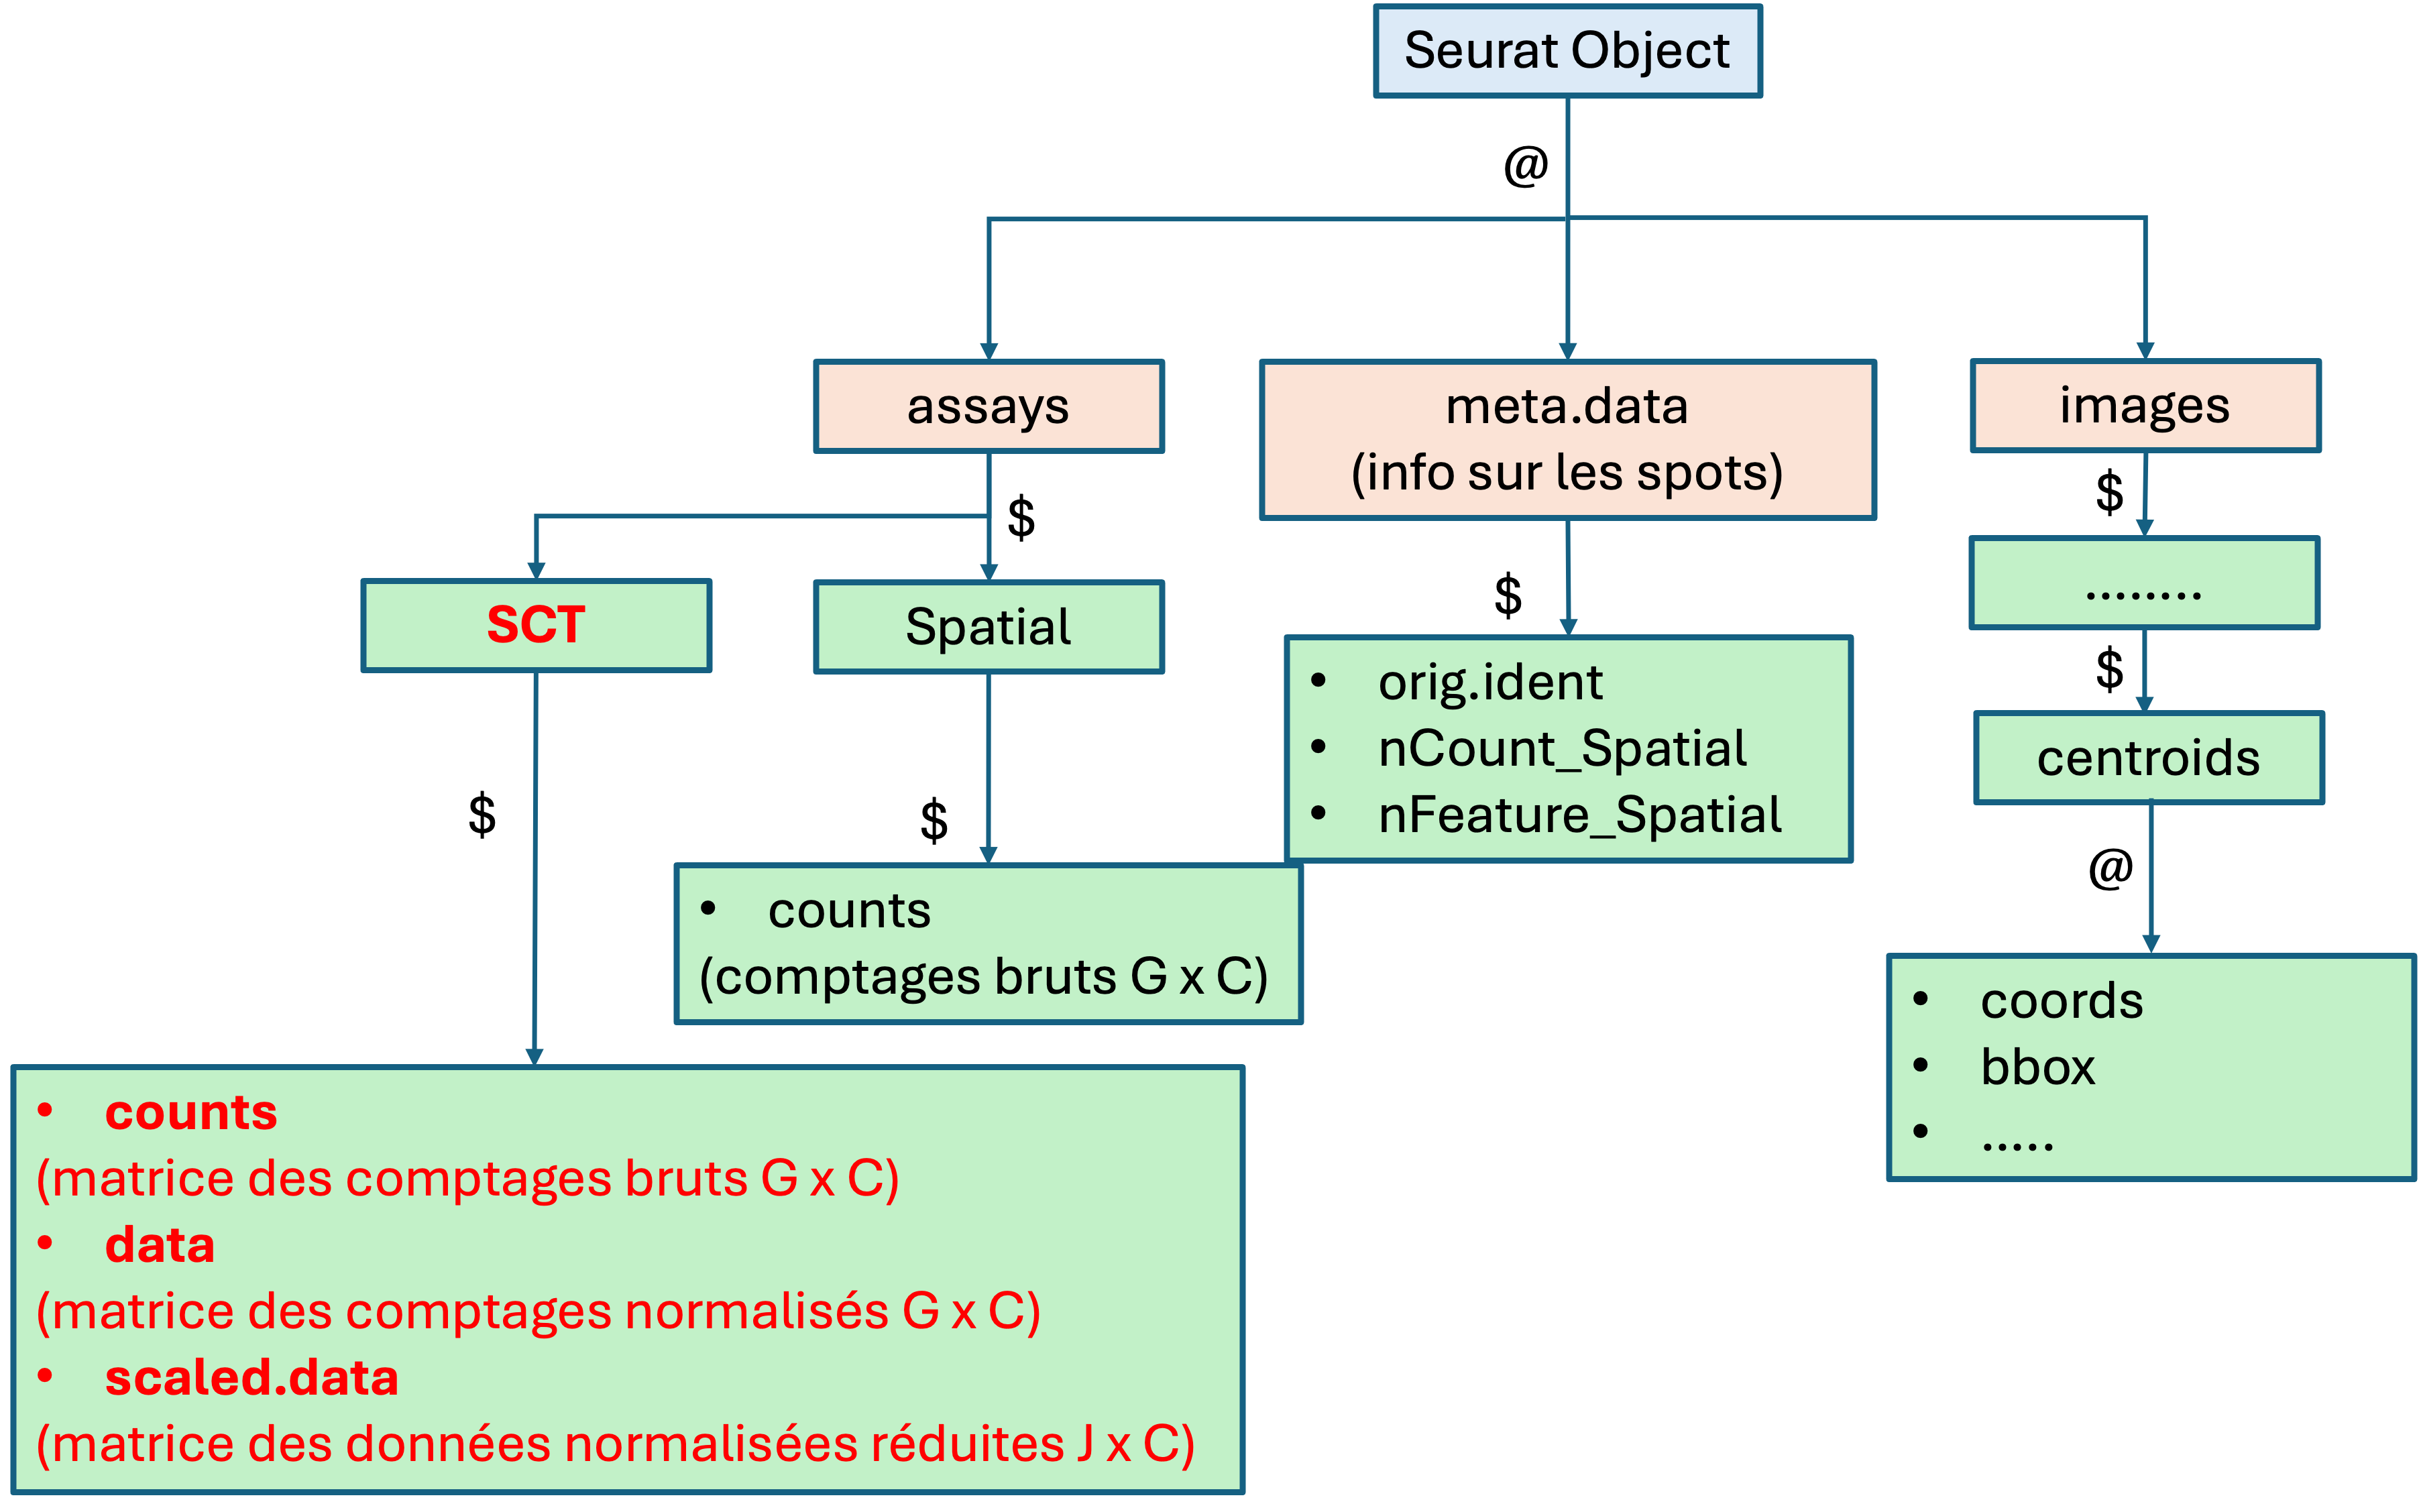 Seurat Object
@
assays
meta.data
(info sur les spots)
images
$
$
$
$
SCT
Spatial
........
• orig.ident
• nCount_Spatial
• nFeature_Spatial
centroids
$
$
@
• counts
(comptages bruts G x C)
• coords
• bbox
• .....
• counts
(matrice des comptages bruts G x C)
• data
(matrice des comptages normalisés G x C)
• scaled.data
(matrice des données normalisées réduites J x C)